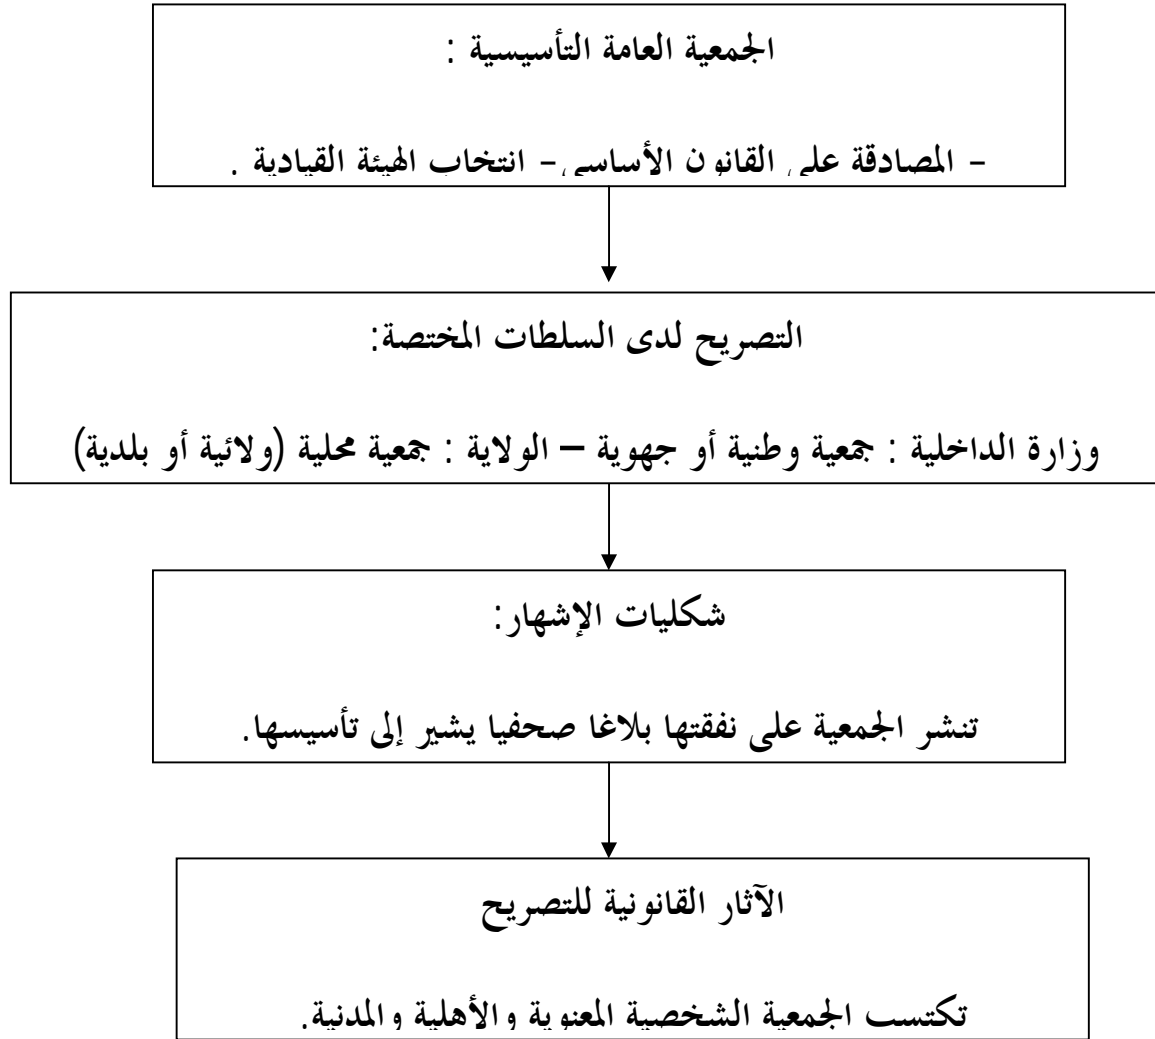 الجمعية العامة التأسيسية :
- المصادقة على القانون الأساسي- انتخاب الهيئة القيادية .
التصريح لدى السلطات المختصة:
وزارة الداخلية : جمعية وطنية أو جهوية – الولاية : جمعية محلية (ولائية أو بلدية)
شكليات الإشهار:
تنشر الجمعية على نفقتها بلاغا صحفيا يشير إلى تأسيسها.
الآثار القانونية للتصريح
تكتسب الجمعية الشخصية المعنوية والأهلية والمدنية.